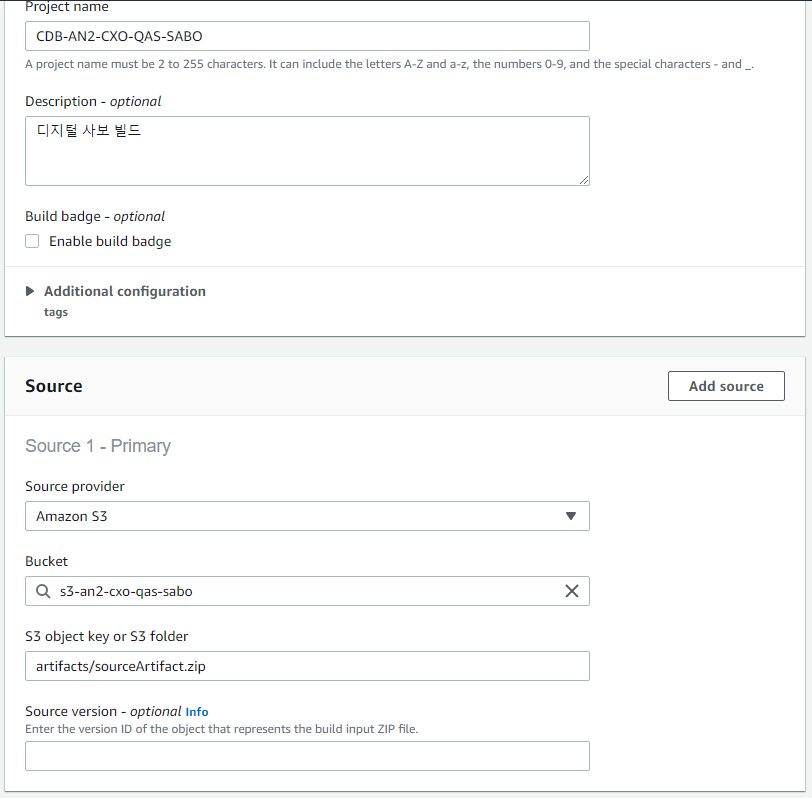 Project name
CDB-AN2-CXO-QAS-SABO
A project name must be 2 to 255 characters. It can include the letters A-Z and a-z, the numbers 0-9, and the special characters - and _.
Description - optional
디지털 사보 빌드
Build badge - optional
Enable build badge
Additional configuration
tags
Source
Add source
Source 1 - Primary
Source provider
Amazon S3
Bucket
s3-an2-cxo-qas-sabo
S3 object key or S3 folder
artifacts/sourceArtifact.zip
Source version - optional Info
Enter the version ID of the object that represents the build input ZIP file.